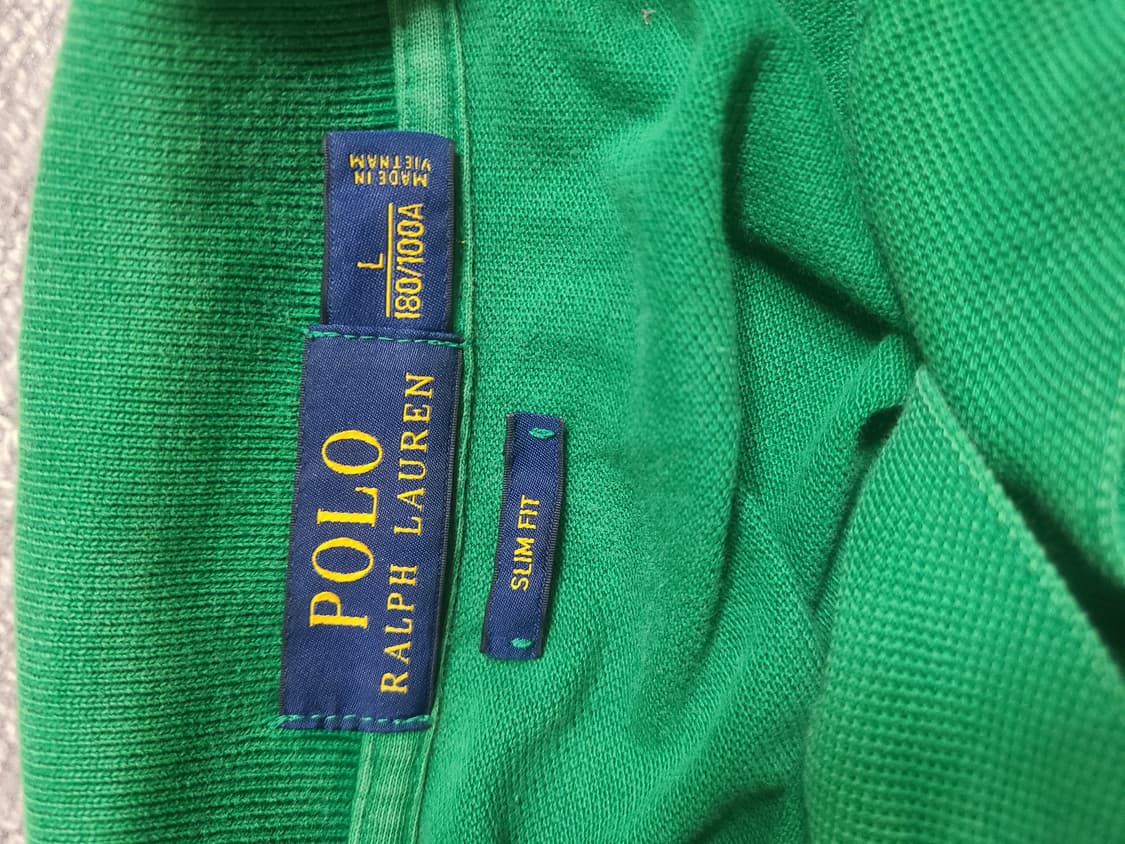 POLO
RALPH LAUREN
L
180/100A
MADE IN
VIETNAM
SLIM FIT